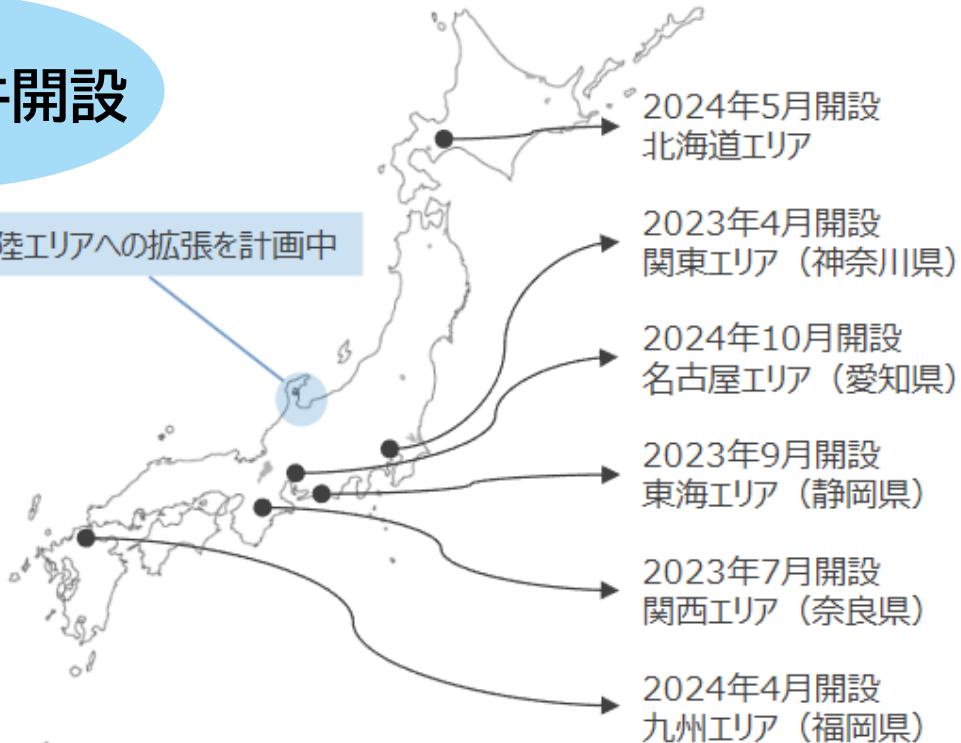 開設
陸エリアへの拡張を計画中
2024年5月開設
北海道エリア
2023年4月開設
関東エリア（神奈川県）
2024年10月開設
名古屋エリア（愛知県）
2023年9月開設
東海エリア（静岡県）
2023年7月開設
関西エリア（奈良県）
2024年4月開設
九州エリア（福岡県）